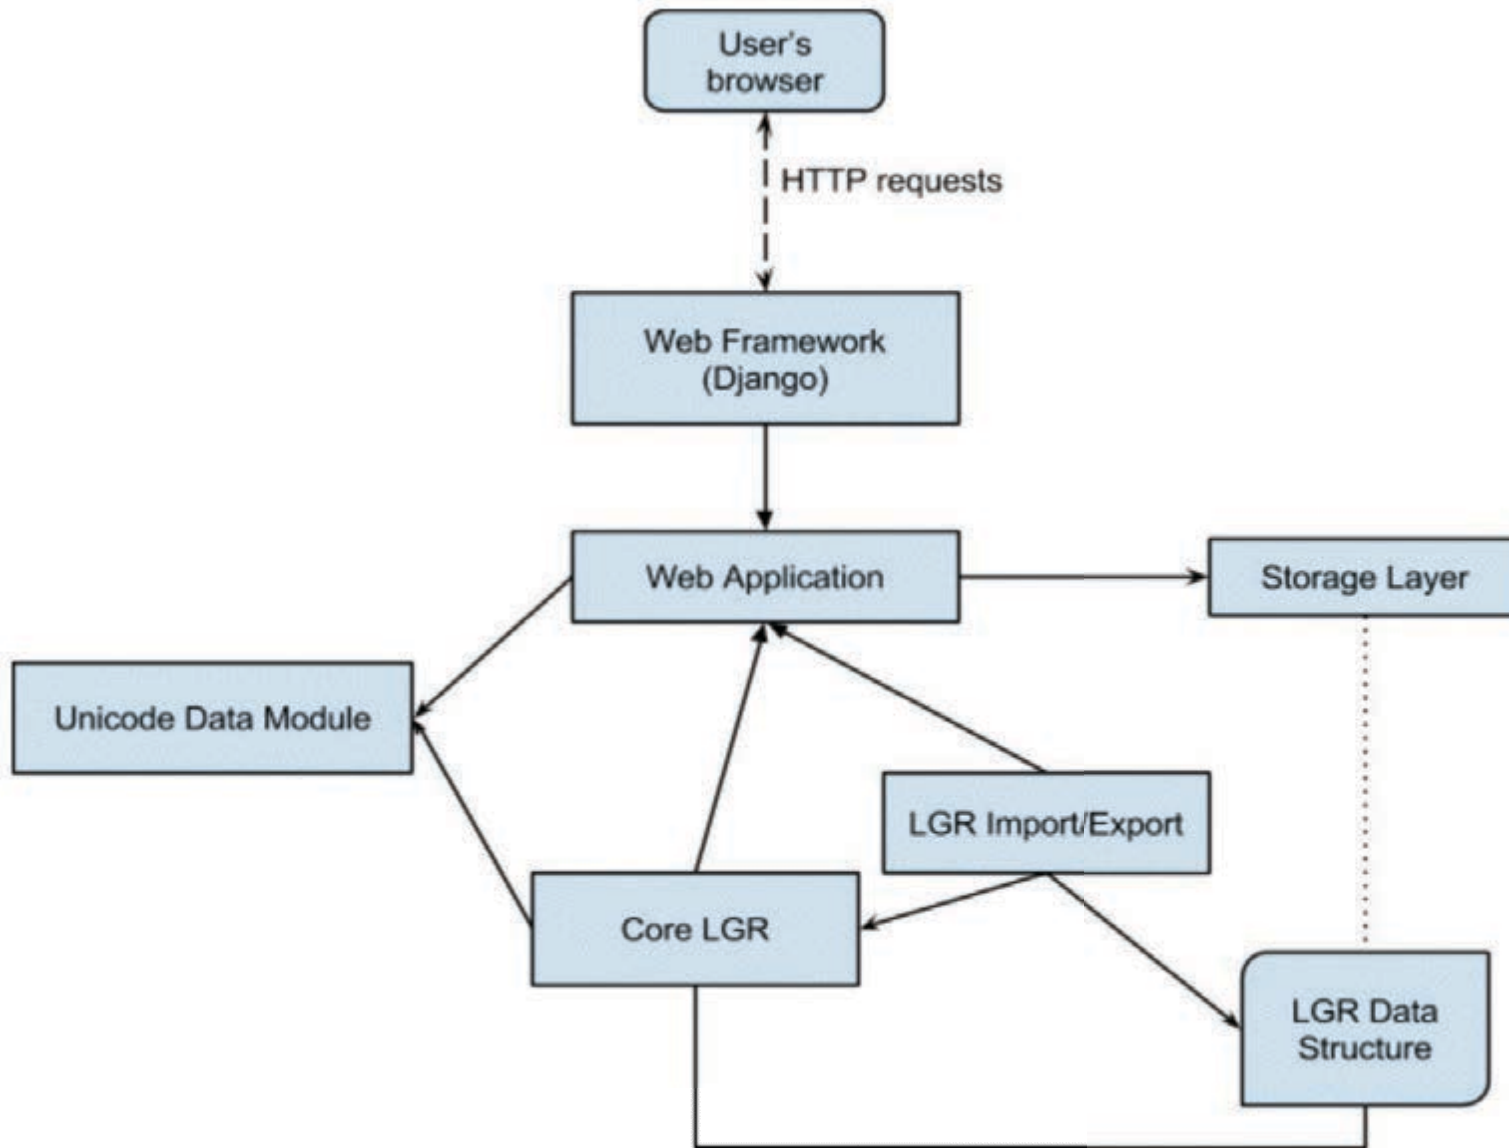 User's
browser
HTTP requests
Web Framework
(Django)
Web Application
Storage Layer
Unicode Data Module
LGR Import/Export
Core LGR
LGR Data
Structure